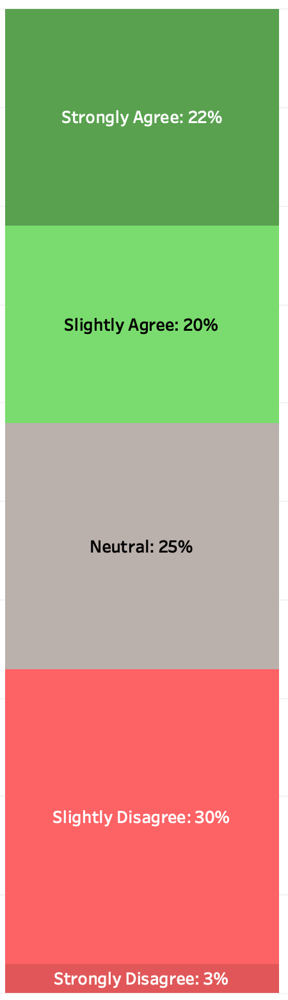 Strongly Agree: 22%
Slightly Agree: 20%
Neutral: 25%
Slightly Disagree: 30%
Strongly Disagree: 3%